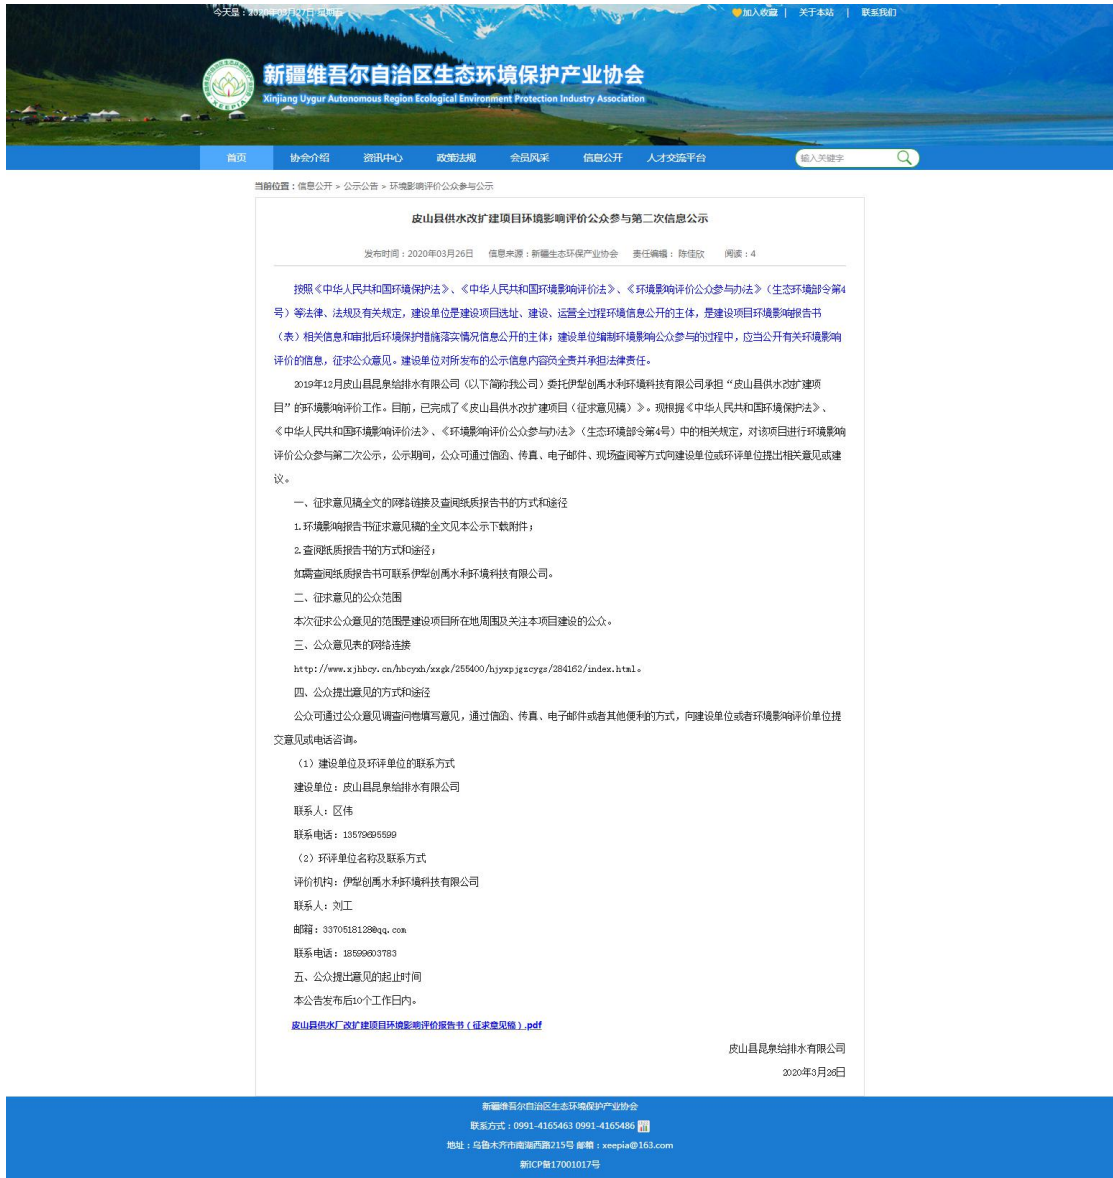 今天是：2020年03月27日 星期五
加入收藏 | 关于本站 | 联系我们
新疆维吾尔自治区生态环境保护产业协会
Xinjiang Uygur Autonomous Region Ecological Environment Protection Industry Association
首页 协会介绍 资讯中心 政策法规 会员风采 信息公开 人才交流平台 输入关键字
当前位置：信息公开 > 公示公告 > 环境影响评价公众参与公示
皮山县供水改扩建项目环境影响评价公众参与第二次信息公示
发布时间：2020年03月26日 信息来源：新疆生态环保产业协会 责任编辑： 陈佳欣 阅读：4
按照《中华人民共和国环境保护法》、《中华人民共和国环境影响评价法》、《环境影响评价公众参与办法》（生态环境部令第4
号）等法律、法规及有关规定，建设单位是建设项目选址、建设、运营全过程环境信息公开的主体，是建设项目环境影响报告书
（表）相关信息和审批后环境保护措施落实情况信息公开的主体；建设单位编制环境影响公众参与的过程中，应当公开有关环境影响
评价的信息，征求公众意见。建设单位对所发布的公示信息内容负全责并承担法律责任。
2019年12月皮山县昆泉给排水有限公司（以下简称我公司）委托伊犁创禹水利环境科技有限公司承担“皮山县供水改扩建项
目”的环境影响评价工作。目前，已完成了《皮山县供水改扩建项目（征求意见稿）》。现根据《中华人民共和国环境保护法》、
《中华人民共和国环境影响评价法》、《环境影响评价公众参与办法》（生态环境部令第4号）中的相关规定，对该项目进行环境影响
评价公众参与第二次公示，公示期间，公众可通过信函、传真、电子邮件、现场查阅等方式向建设单位或环评单位提出相关意见或建
议。
一、征求意见稿全文的网络链接及查阅纸质报告书的方式和途径
1.环境影响报告书征求意见稿的全文见本公示下载附件；
2.查阅纸质报告书的方式和途径；
如需查阅纸质报告书可联系伊犁创禹水利环境科技有限公司。
二、征求意见的公众范围
本次征求公众意见的范围是建设项目所在地周围及关注本项目建设的公众。
三、公众意见表的网络连接
http://www.xjhbcy.cn/hbcyxh/xxgk/255400/hjyxpjgzcygs/284162/index.html。
四、公众提出意见的方式和途径
公众可通过公众意见调查问卷填写意见，通过信函、传真、电子邮件或者其他便利的方式，向建设单位或者环境影响评价单位提
交意见或电话咨询。
（1）建设单位及环评单位的联系方式
建设单位：皮山县昆泉给排水有限公司
联系人：区伟
联系电话：13579695599
（2）环评单位名称及联系方式
评价机构：伊犁创禹水利环境科技有限公司
联系人：刘工
邮箱：3370518128@qq.com
联系电话：18599603783
五、公众提出意见的起止时间
本公告发布后10个工作日内。
皮山县供水厂改扩建项目环境影响评价报告书（征求意见稿）.pdf
皮山县昆泉给排水有限公司
2020年3月26日
新疆维吾尔自治区生态环境保护产业协会
联系方式：0991-4165463 0991-4165486
地址：乌鲁木齐市南湖西路215号 邮箱：xeepia@163.com
新ICP备17001017号